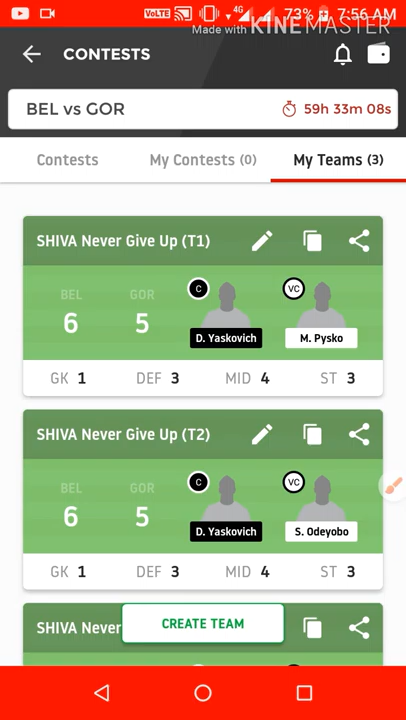 VoLTE 4G 73% 7:56 AM
Made with KINEMASTER
CONTESTS
BEL vs GOR 59h 33m 08s
Contests My Contests (0) My Teams (3)
SHIVA Never Give Up (T1)
BEL GOR C VC
6 5
D. Yaskovich M. Pysko
GK 1 DEF 3 MID 4 ST 3
SHIVA Never Give Up (T2)
BEL GOR C VC
6 5
D. Yaskovich S. Odeyobo
GK 1 DEF 3 MID 4 ST 3
SHIVA Never
CREATE TEAM